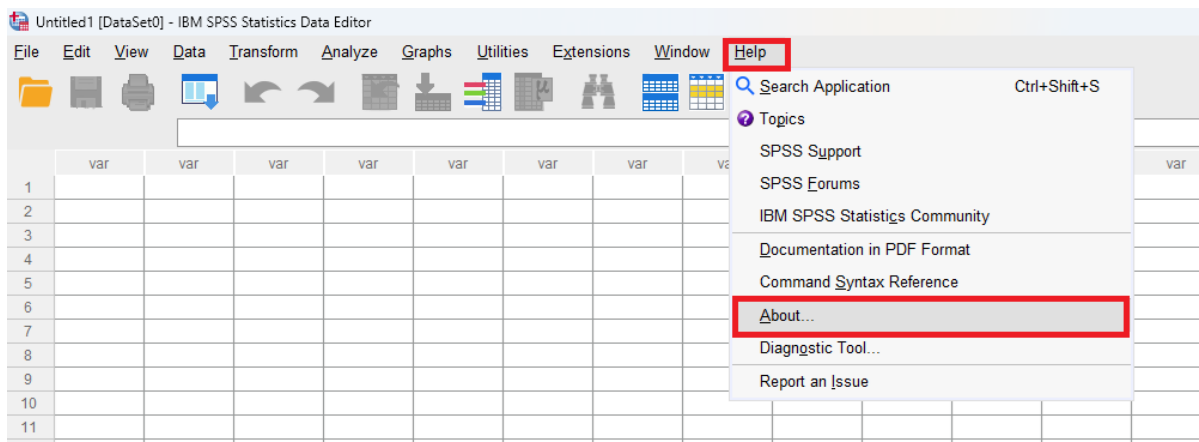 Untitled1 [DataSet0] - IBM SPSS Statistics Data Editor
File Edit View Data Transform Analyze Graphs Utilities Extensions Window Help
Search Application Ctrl+Shift+S
Topics
SPSS Support
SPSS Forums
IBM SPSS Statistics Community
Documentation in PDF Format
Command Syntax Reference
About...
Diagnostic Tool...
Report an Issue
var var var var var var var va var
1
2
3
4
5
6
7
8
9
10
11